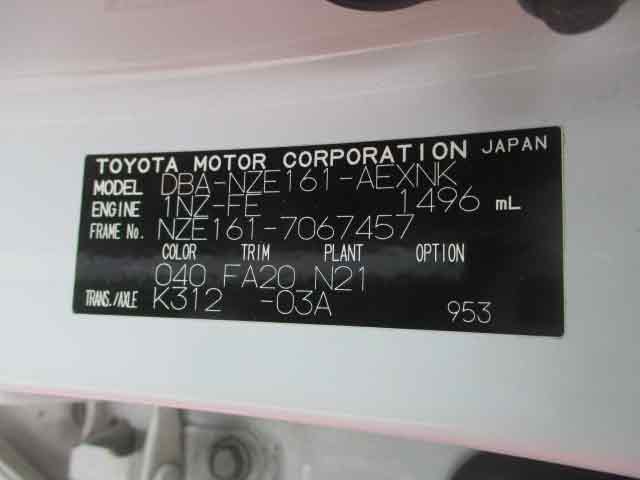 TOYOTA MOTOR CORPORATION JAPAN
MODEL DBA-NZE161-AEXNK
ENGINE 1NZ-FE 1496 mL
FRAME No. NZE161-7067457
COLOR TRIM PLANT OPTION
040 FA20 N21
TRANS./AXLE K312 -03A 953